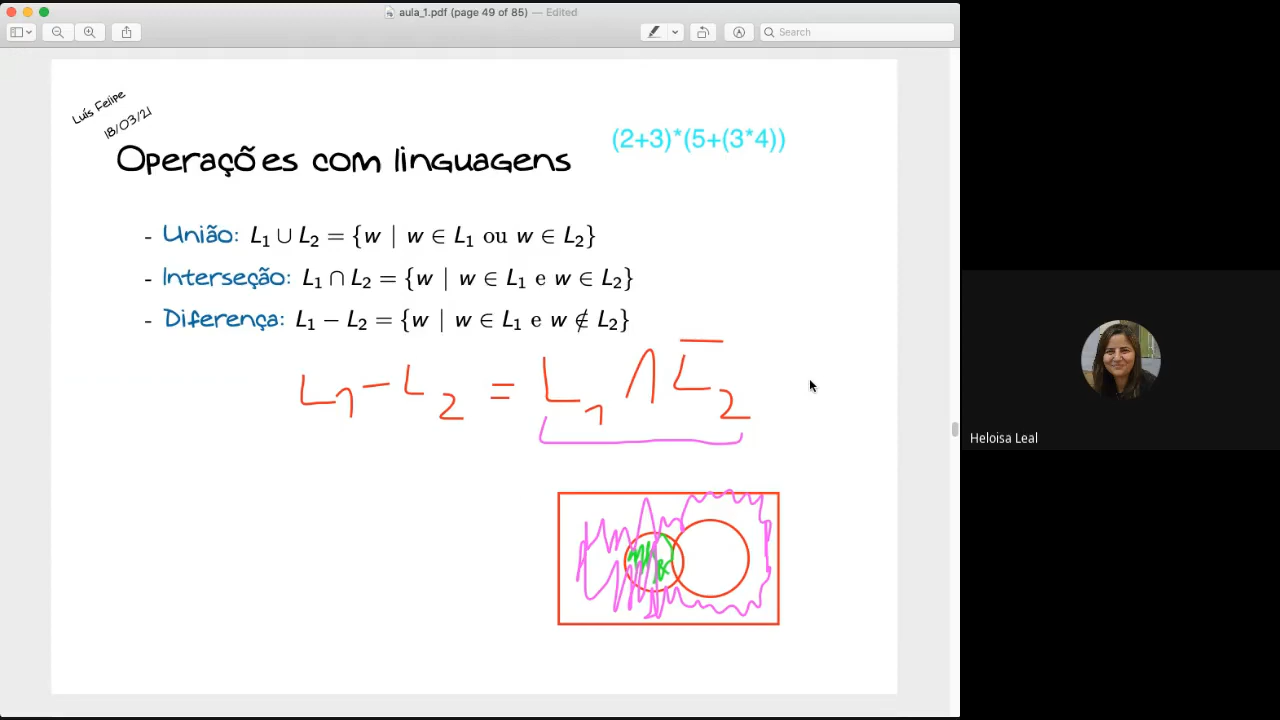 aula_1.pdf (page 49 of 85) — Edited
Search
Luís Felipe
18/03/21
(2+3)*(5+(3*4))
Operações com linguagens
- União: L₁ ∪ L₂ = {w | w ∈ L₁ ou w ∈ L₂}
- Interseção: L₁ ∩ L₂ = {w | w ∈ L₁ e w ∈ L₂}
- Diferença: L₁ − L₂ = {w | w ∈ L₁ e w ∉ L₂}
L₁ − L₂ = L₁ ∩ L̅₂
Heloisa Leal